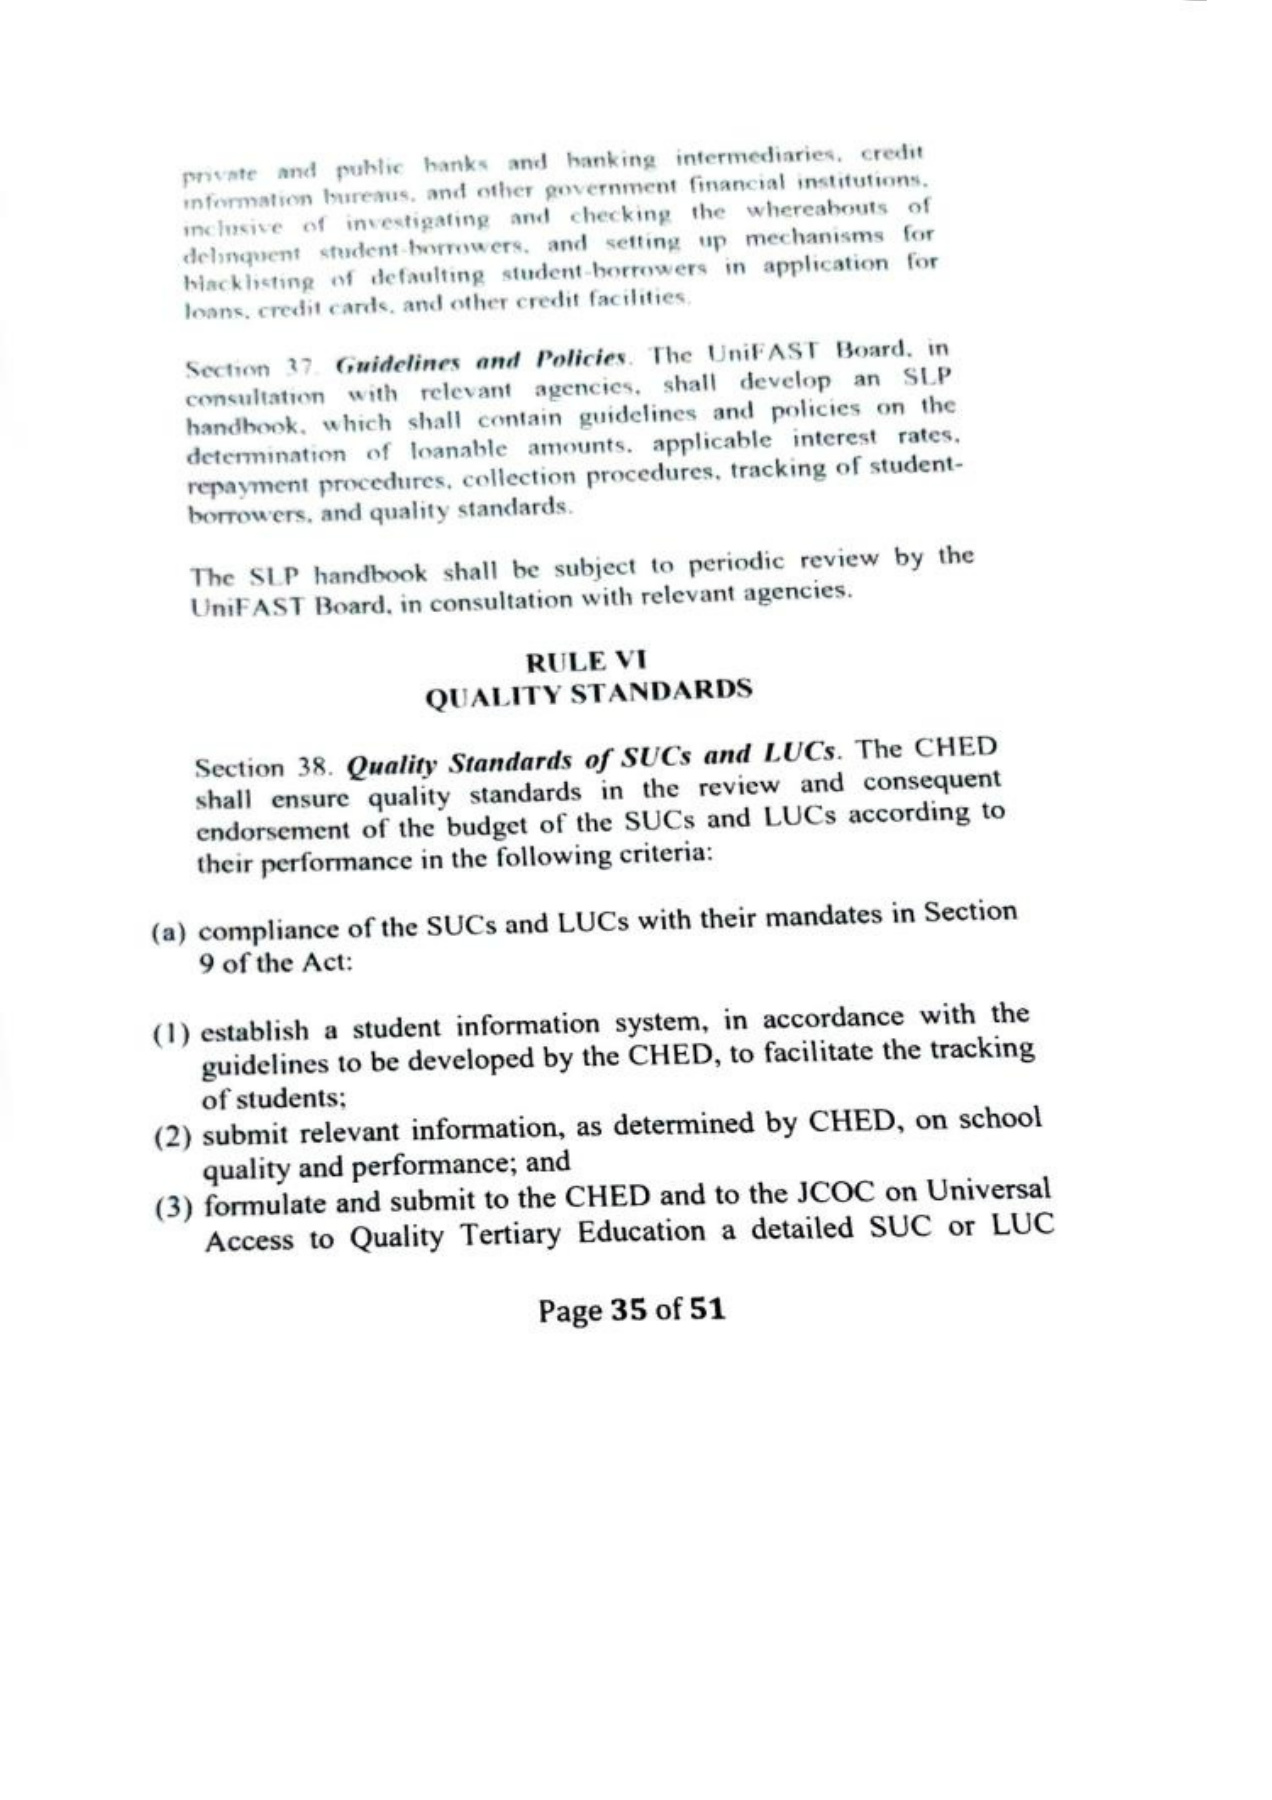 private and public banks and banking intermediaries, credit
information bureaus, and other government financial institutions,
inclusive of investigating and checking the whereabouts of
delinquent student-borrowers, and setting up mechanisms for
blacklisting of defaulting student-borrowers in application for
loans, credit cards, and other credit facilities.
Section 37. Guidelines and Policies. The UniFAST Board, in
consultation with relevant agencies, shall develop an SLP
handbook, which shall contain guidelines and policies on the
determination of loanable amounts, applicable interest rates,
repayment procedures, collection procedures, tracking of student-
borrowers, and quality standards.
The SLP handbook shall be subject to periodic review by the
UniFAST Board, in consultation with relevant agencies.
RULE VI
QUALITY STANDARDS
Section 38. Quality Standards of SUCs and LUCs. The CHED
shall ensure quality standards in the review and consequent
endorsement of the budget of the SUCs and LUCs according to
their performance in the following criteria:
(a) compliance of the SUCs and LUCs with their mandates in Section
9 of the Act:
(1) establish a student information system, in accordance with the
guidelines to be developed by the CHED, to facilitate the tracking
of students;
(2) submit relevant information, as determined by CHED, on school
quality and performance; and
(3) formulate and submit to the CHED and to the JCOC on Universal
Access to Quality Tertiary Education a detailed SUC or LUC
Page 35 of 51